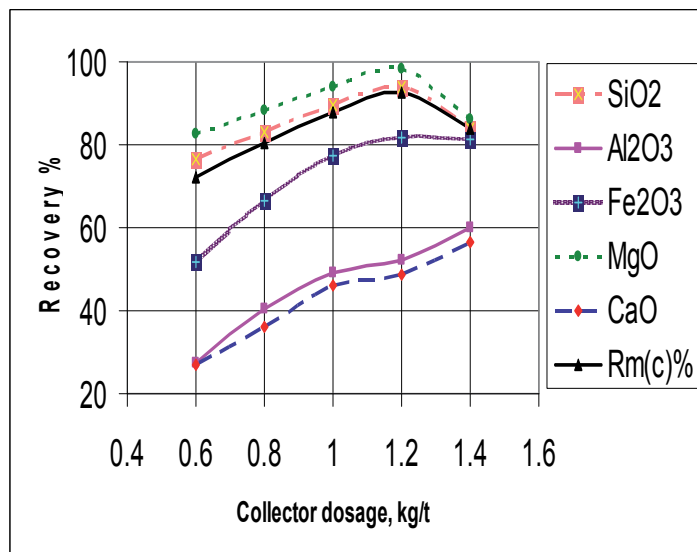 100
80
60
40
20
0.4 0.6 0.8 1 1.2 1.4 1.6
Recovery %
Collector dosage, kg/t
SiO2
Al2O3
Fe2O3
MgO
CaO
Rm(c)%